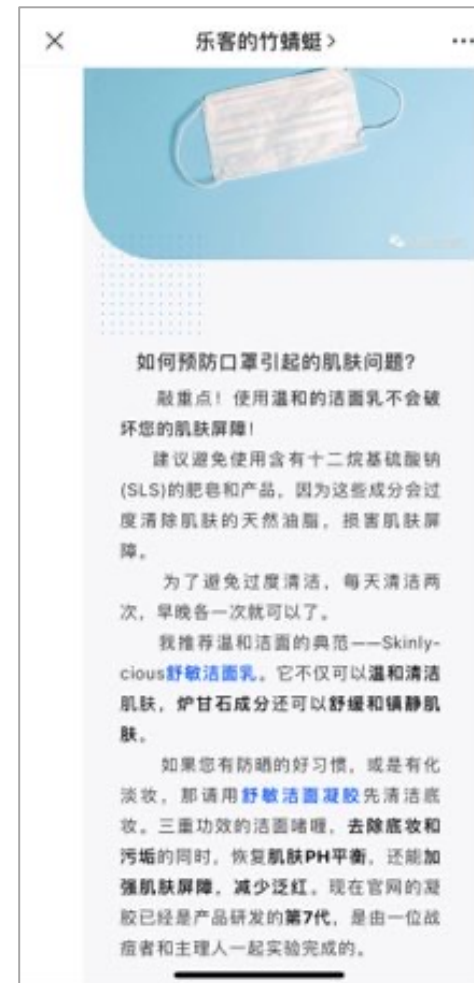 乐客的竹蜻蜓>
如何预防口罩引起的肌肤问题?
敲重点!使用温和的洁面乳不会破
坏您的肌肤屏障!
建议避免使用含有十二烷基硫酸钠
(SLS)的肥皂和产品,因为这些成分会过
度清除肌肤的天然油脂,损害肌肤屏
障。
为了避免过度清洁,每天清洁两
次,早晚各一次就可以了。
我推荐温和洁面的典范——Skinly-
cious舒敏洁面乳。它不仅可以温和清洁
肌肤,炉甘石成分还可以舒缓和镇静肌
肤。
如果您有防晒的好习惯,或是有化
淡妆,那请用舒敏洁面凝胶先清洁底
妆。三重功效的洁面啫喱,去除底妆和
污垢的同时,恢复肌肤PH平衡,还能加
强肌肤屏障,减少泛红。现在官网的凝
胶已经是产品研发的第7代,是由一位战
痘者和主理人一起实验完成的。